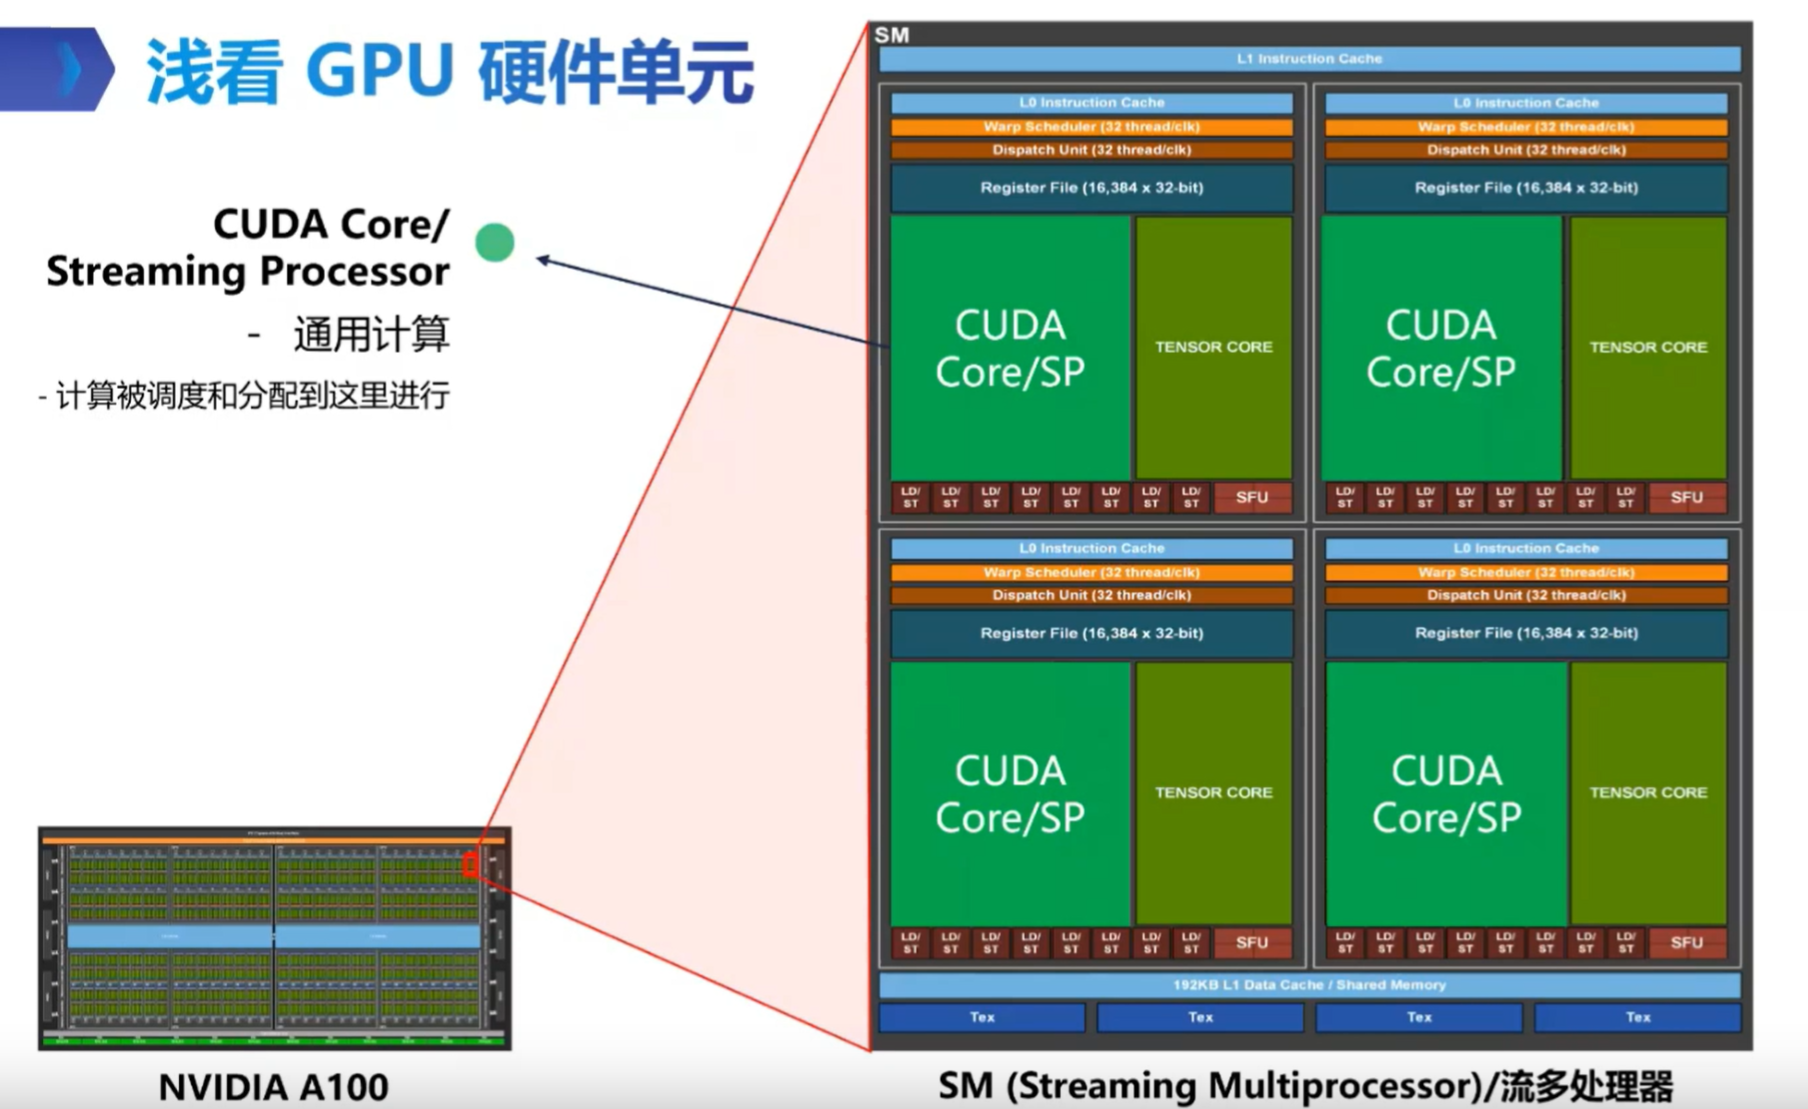 浅看 GPU 硬件单元
CUDA Core/
Streaming Processor
- 通用计算
- 计算被调度和分配到这里进行
NVIDIA A100
SM
L1 Instruction Cache
L0 Instruction Cache
Warp Scheduler (32 thread/clk)
Dispatch Unit (32 thread/clk)
Register File (16,384 x 32-bit)
CUDA
Core/SP
TENSOR CORE
LD/ LD/ LD/ LD/ LD/ LD/ LD/ LD/
ST ST ST ST ST ST ST ST
SFU
L0 Instruction Cache
Warp Scheduler (32 thread/clk)
Dispatch Unit (32 thread/clk)
Register File (16,384 x 32-bit)
CUDA
Core/SP
TENSOR CORE
LD/ LD/ LD/ LD/ LD/ LD/ LD/ LD/
ST ST ST ST ST ST ST ST
SFU
L0 Instruction Cache
Warp Scheduler (32 thread/clk)
Dispatch Unit (32 thread/clk)
Register File (16,384 x 32-bit)
CUDA
Core/SP
TENSOR CORE
LD/ LD/ LD/ LD/ LD/ LD/ LD/ LD/
ST ST ST ST ST ST ST ST
SFU
L0 Instruction Cache
Warp Scheduler (32 thread/clk)
Dispatch Unit (32 thread/clk)
Register File (16,384 x 32-bit)
CUDA
Core/SP
TENSOR CORE
LD/ LD/ LD/ LD/ LD/ LD/ LD/ LD/
ST ST ST ST ST ST ST ST
SFU
192KB L1 Data Cache / Shared Memory
Tex Tex Tex Tex
SM (Streaming Multiprocessor)/流多处理器